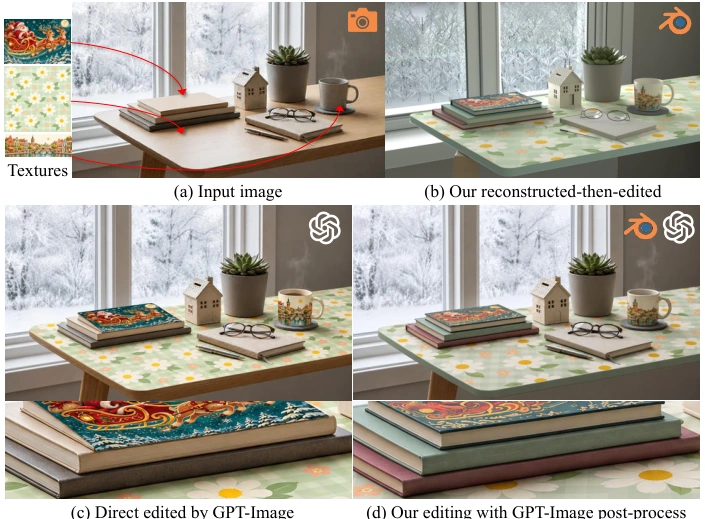 Textures
(a) Input image
(b) Our reconstructed-then-edited
(c) Direct edited by GPT-Image
(d) Our editing with GPT-Image post-process